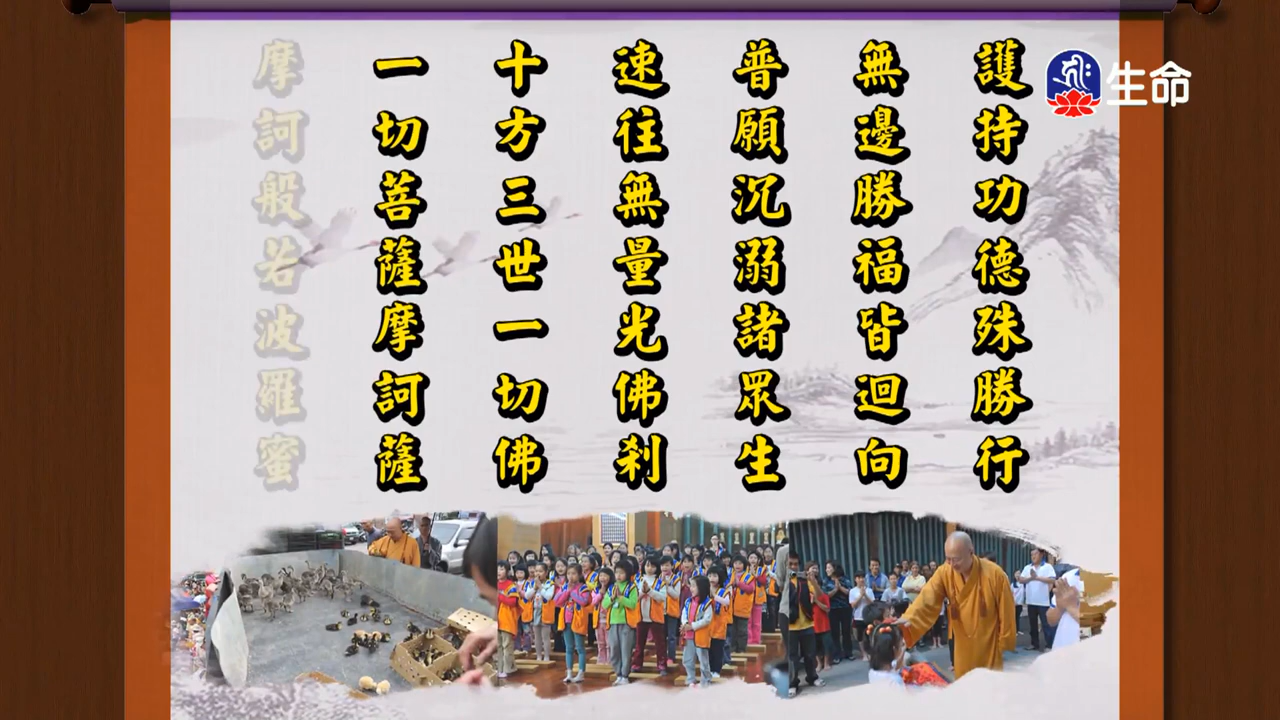 護持功德殊勝行
無邊勝福皆迴向
普願沉溺諸眾生
速往無量光佛剎
十方三世一切佛
一切菩薩摩訶薩
摩訶般若波羅蜜
生命